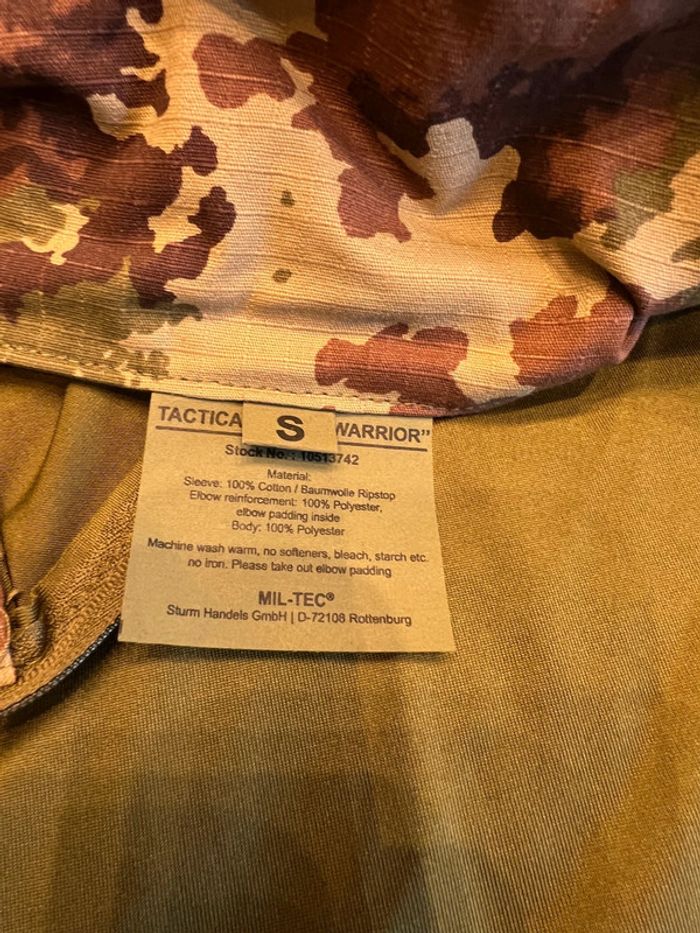 TACTICA S WARRIOR”
Stock No. : 10513742
Material:
Sleeve: 100% Cotton / Baumwolle Ripstop
Elbow reinforcement: 100% Polyester,
elbow padding inside
Body: 100% Polyester
Machine wash warm, no softeners, bleach, starch etc.
no iron. Please take out elbow padding
MIL-TEC®
Sturm Handels GmbH | D-72108 Rottenburg